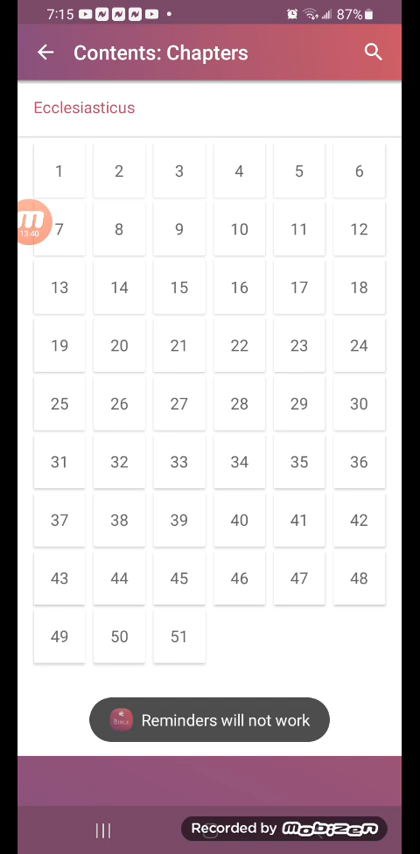 7:15 87%
Contents: Chapters
Ecclesiasticus
1 2 3 4 5 6
7 8 9 10 11 12
13:40
13 14 15 16 17 18
19 20 21 22 23 24
25 26 27 28 29 30
31 32 33 34 35 36
37 38 39 40 41 42
43 44 45 46 47 48
49 50 51
BIBLE Reminders will not work
Recorded by mobizen